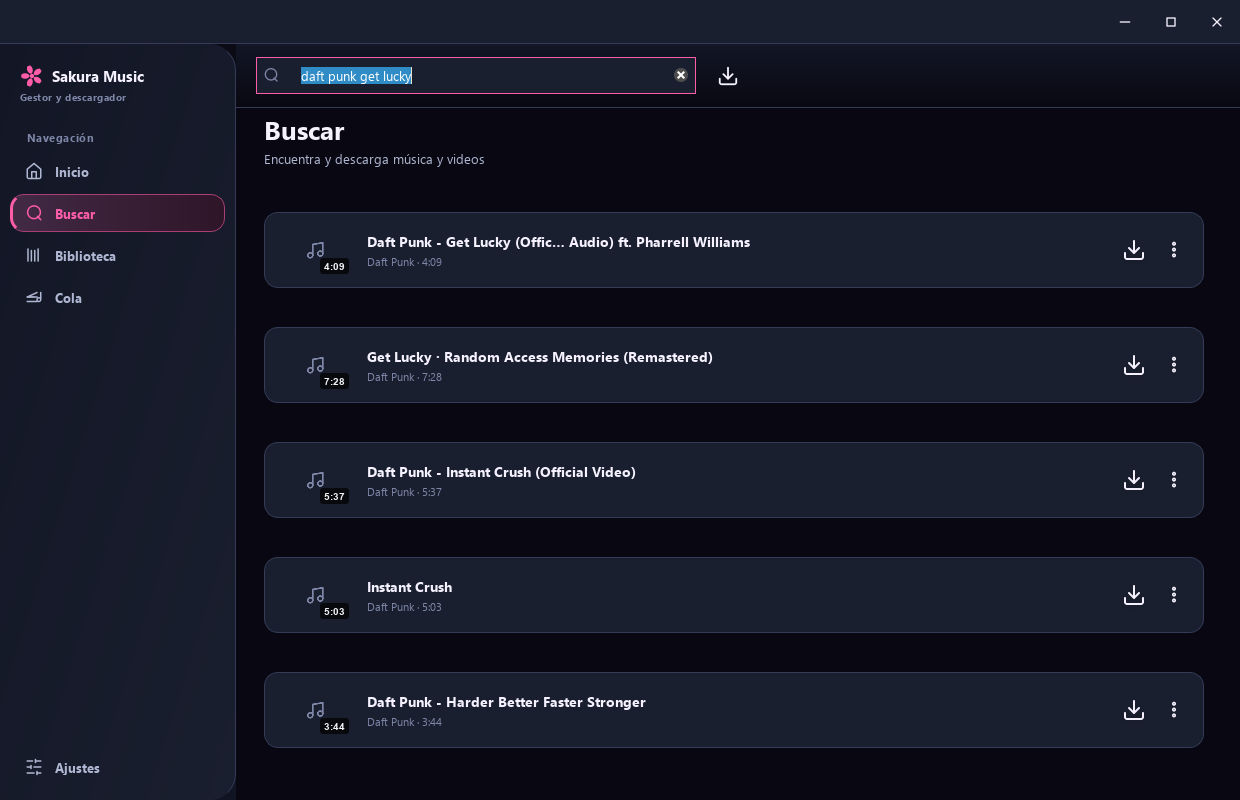 Sakura Music
Gestor y descargador
Navegación
Inicio
Buscar
Biblioteca
Cola
Ajustes
daft punk get lucky
Buscar
Encuentra y descarga música y videos
4:09
Daft Punk - Get Lucky (Offic... Audio) ft. Pharrell Williams
Daft Punk · 4:09
7:28
Get Lucky · Random Access Memories (Remastered)
Daft Punk · 7:28
5:37
Daft Punk - Instant Crush (Official Video)
Daft Punk · 5:37
5:03
Instant Crush
Daft Punk · 5:03
3:44
Daft Punk - Harder Better Faster Stronger
Daft Punk · 3:44